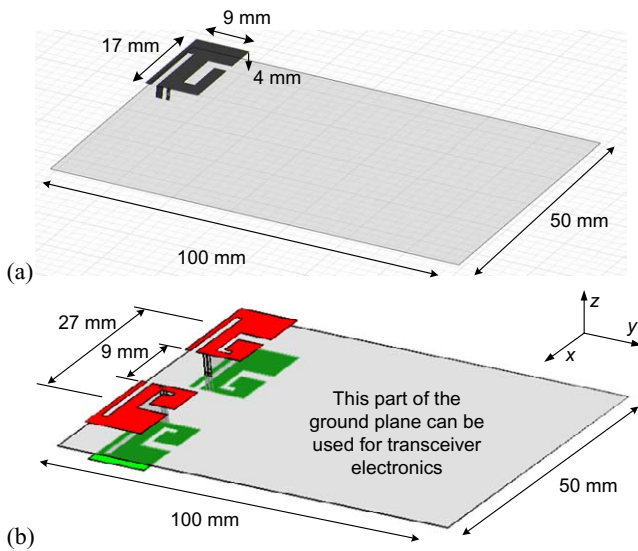 (a)
9 mm
17 mm
4 mm
50 mm
100 mm
(b)
27 mm
9 mm
z
y
x
This part of the
ground plane can be
used for transceiver
electronics
50 mm
100 mm